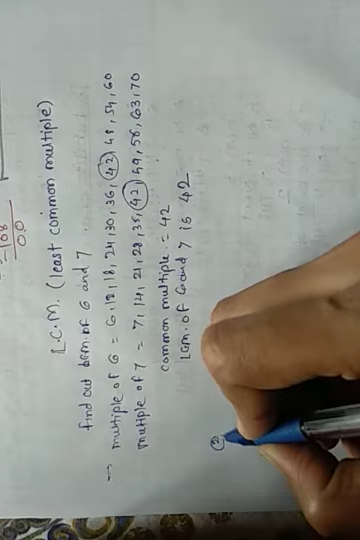 108
00
L.C.M. (least common multiple)
find out lcm. of 6 and 7
→ multiple of 6 = 6,12,18,24,30,36,42,48,54,60
multiple of 7 = 7,14,21,28,35,42,49,56,63,70
common multiple = 42
Lcm. of 6 and 7 is 42
②